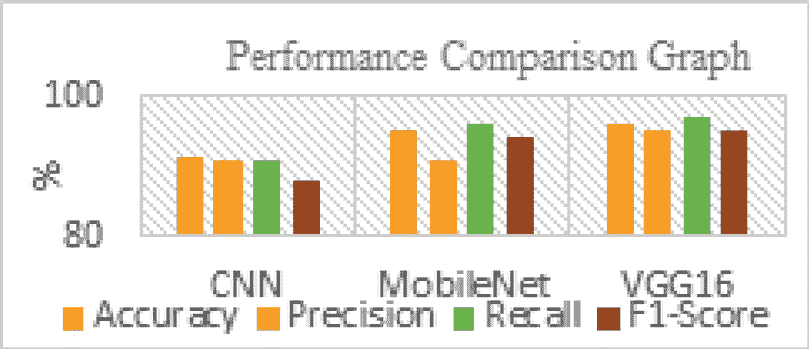 Performance Comparison Graph
100
%
80
CNN MobileNet VGG16
Accuracy Precision Recall F1-Score